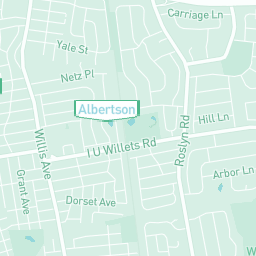 Carriage Ln
Yale St
Netz Pl
Albertson
Hill Ln
Willis Ave
I U Willets Rd
Roslyn Rd
Grant Ave
Arbor Ln
Dorset Ave
W